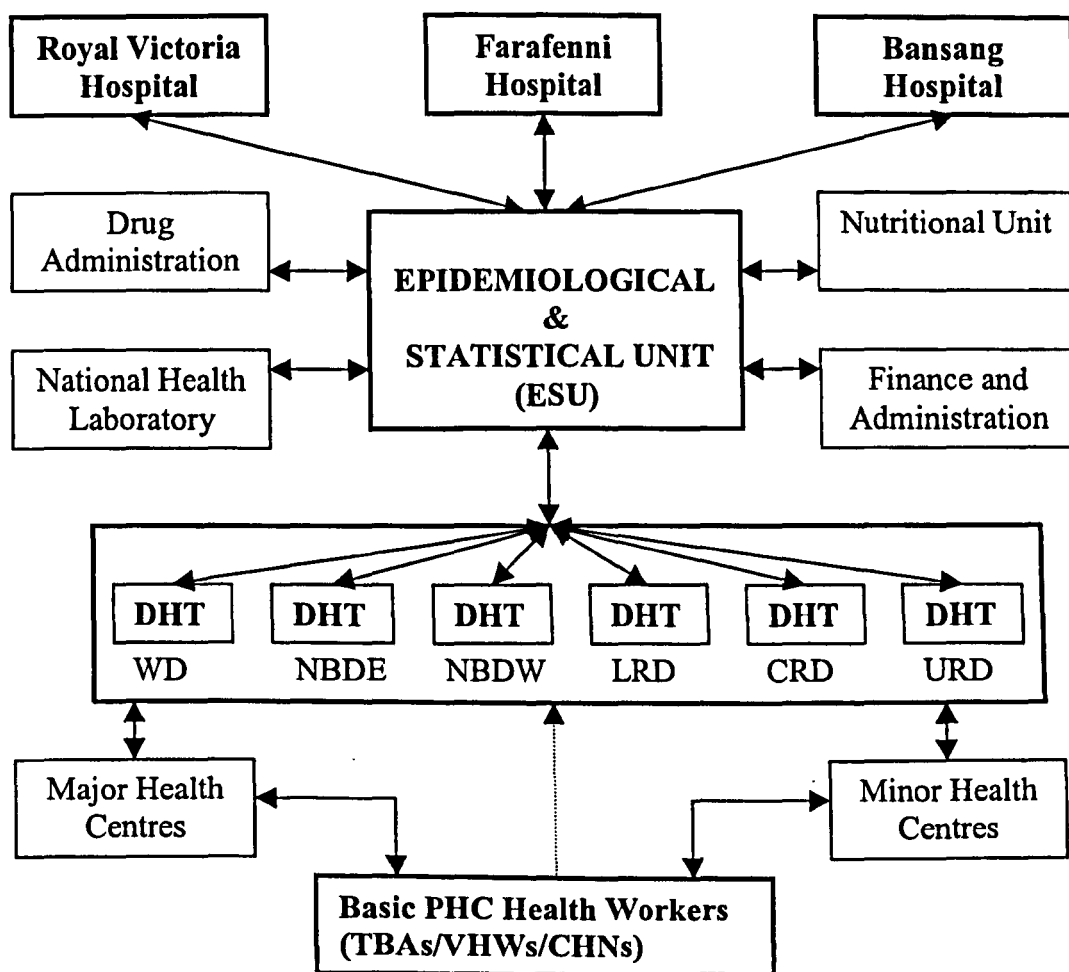 Royal Victoria
Hospital
Farafenni
Hospital
Bansang
Hospital
Drug
Administration
Nutritional Unit
EPIDEMIOLOGICAL
&
STATISTICAL UNIT
(ESU)
National Health
Laboratory
Finance and
Administration
DHT
DHT
DHT
DHT
DHT
DHT
WD
NBDE
NBDW
LRD
CRD
URD
Major Health
Centres
Minor Health
Centres
Basic PHC Health Workers
(TBAs/VHWs/CHNs)